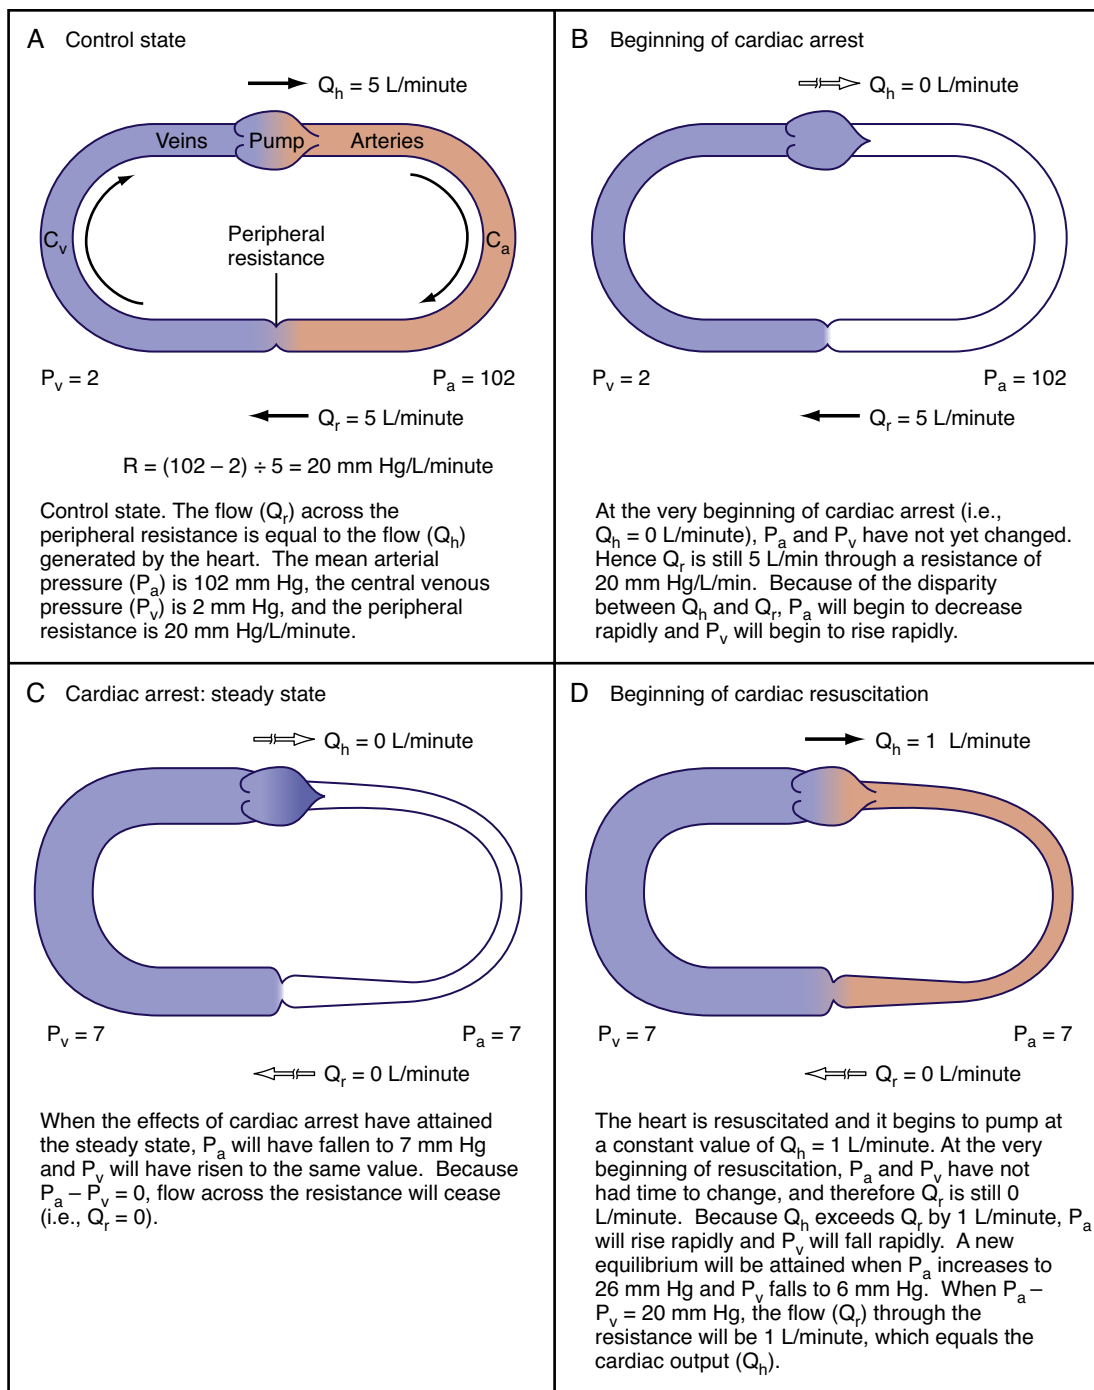 A Control state
Qh = 5 L/minute
Veins Pump Arteries
Cv
Peripheral
resistance
Ca
Pv = 2
Pa = 102
Qr = 5 L/minute
R = (102 – 2) ÷ 5 = 20 mm Hg/L/minute
Control state. The flow (Qr) across the
peripheral resistance is equal to the flow (Qh)
generated by the heart. The mean arterial
pressure (Pa) is 102 mm Hg, the central venous
pressure (Pv) is 2 mm Hg, and the peripheral
resistance is 20 mm Hg/L/minute.
B Beginning of cardiac arrest
Qh = 0 L/minute
Pv = 2
Pa = 102
Qr = 5 L/minute
At the very beginning of cardiac arrest (i.e.,
Qh = 0 L/minute), Pa and Pv have not yet changed.
Hence Qr is still 5 L/min through a resistance of
20 mm Hg/L/min. Because of the disparity
between Qh and Qr, Pa will begin to decrease
rapidly and Pv will begin to rise rapidly.
C Cardiac arrest: steady state
Qh = 0 L/minute
Pv = 7
Pa = 7
Qr = 0 L/minute
When the effects of cardiac arrest have attained
the steady state, Pa will have fallen to 7 mm Hg
and Pv will have risen to the same value. Because
Pa – Pv = 0, flow across the resistance will cease
(i.e., Qr = 0).
D Beginning of cardiac resuscitation
Qh = 1 L/minute
Pv = 7
Pa = 7
Qr = 0 L/minute
The heart is resuscitated and it begins to pump at
a constant value of Qh = 1 L/minute. At the very
beginning of resuscitation, Pa and Pv have not
had time to change, and therefore Qr is still 0
L/minute. Because Qh exceeds Qr by 1 L/minute, Pa
will rise rapidly and Pv will fall rapidly. A new
equilibrium will be attained when Pa increases to
26 mm Hg and Pv falls to 6 mm Hg. When Pa –
Pv = 20 mm Hg, the flow (Qr) through the
resistance will be 1 L/minute, which equals the
cardiac output (Qh).